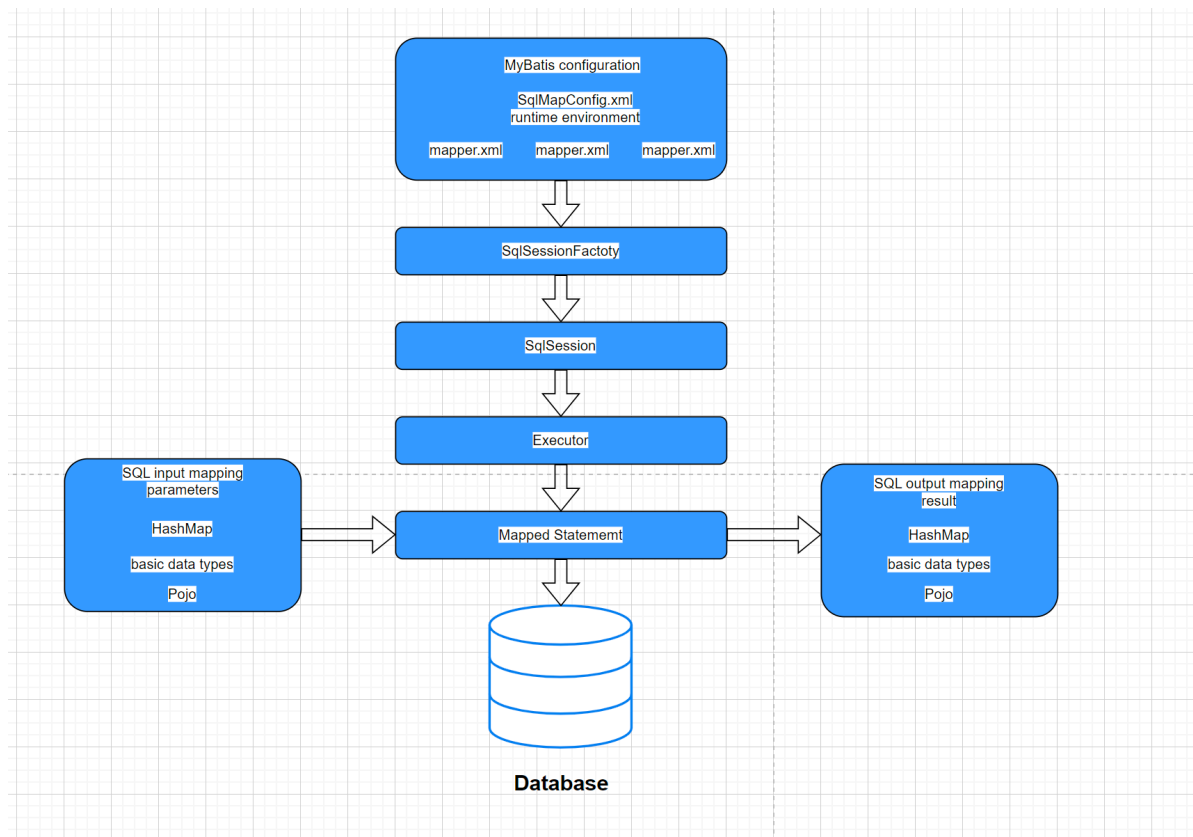 MyBatis configuration
SqlMapConfig.xml
runtime environment
mapper.xml mapper.xml mapper.xml
SqlSessionFactoty
SqlSession
Executor
SQL input mapping
parameters
HashMap
basic data types
Pojo
Mapped Statememt
SQL output mapping
result
HashMap
basic data types
Pojo
Database